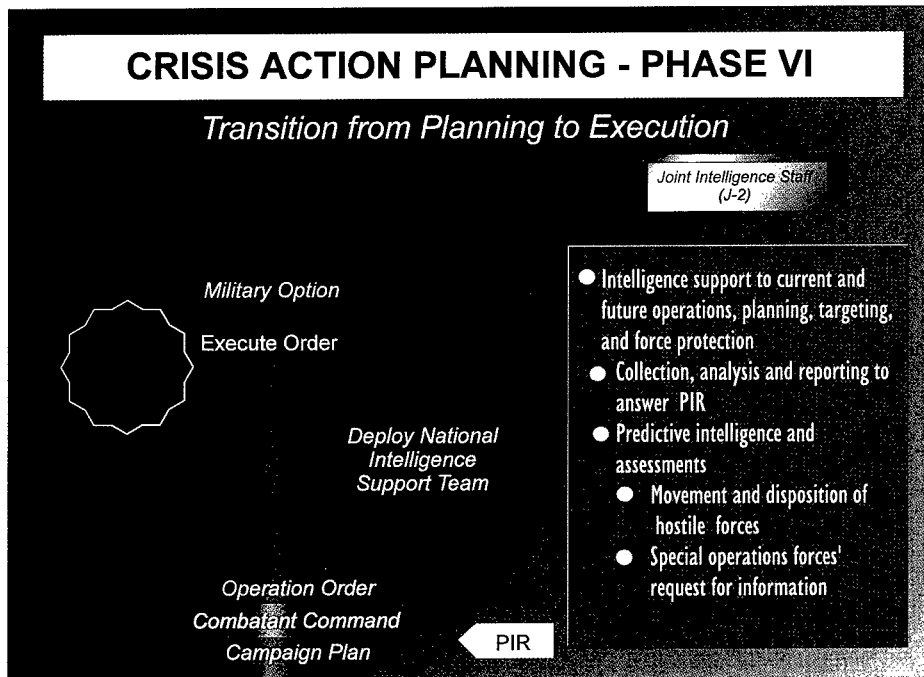 CRISIS ACTION PLANNING - PHASE VI
Transition from Planning to Execution
Joint Intelligence Staff
(J-2)
Military Option
Execute Order
Deploy National
Intelligence
Support Team
Operation Order
Combatant Command
Campaign Plan
PIR
● Intelligence support to current and
future operations, planning, targeting,
and force protection
● Collection, analysis and reporting to
answer PIR
● Predictive intelligence and
assessments
● Movement and disposition of
hostile forces
● Special operations forces'
request for information